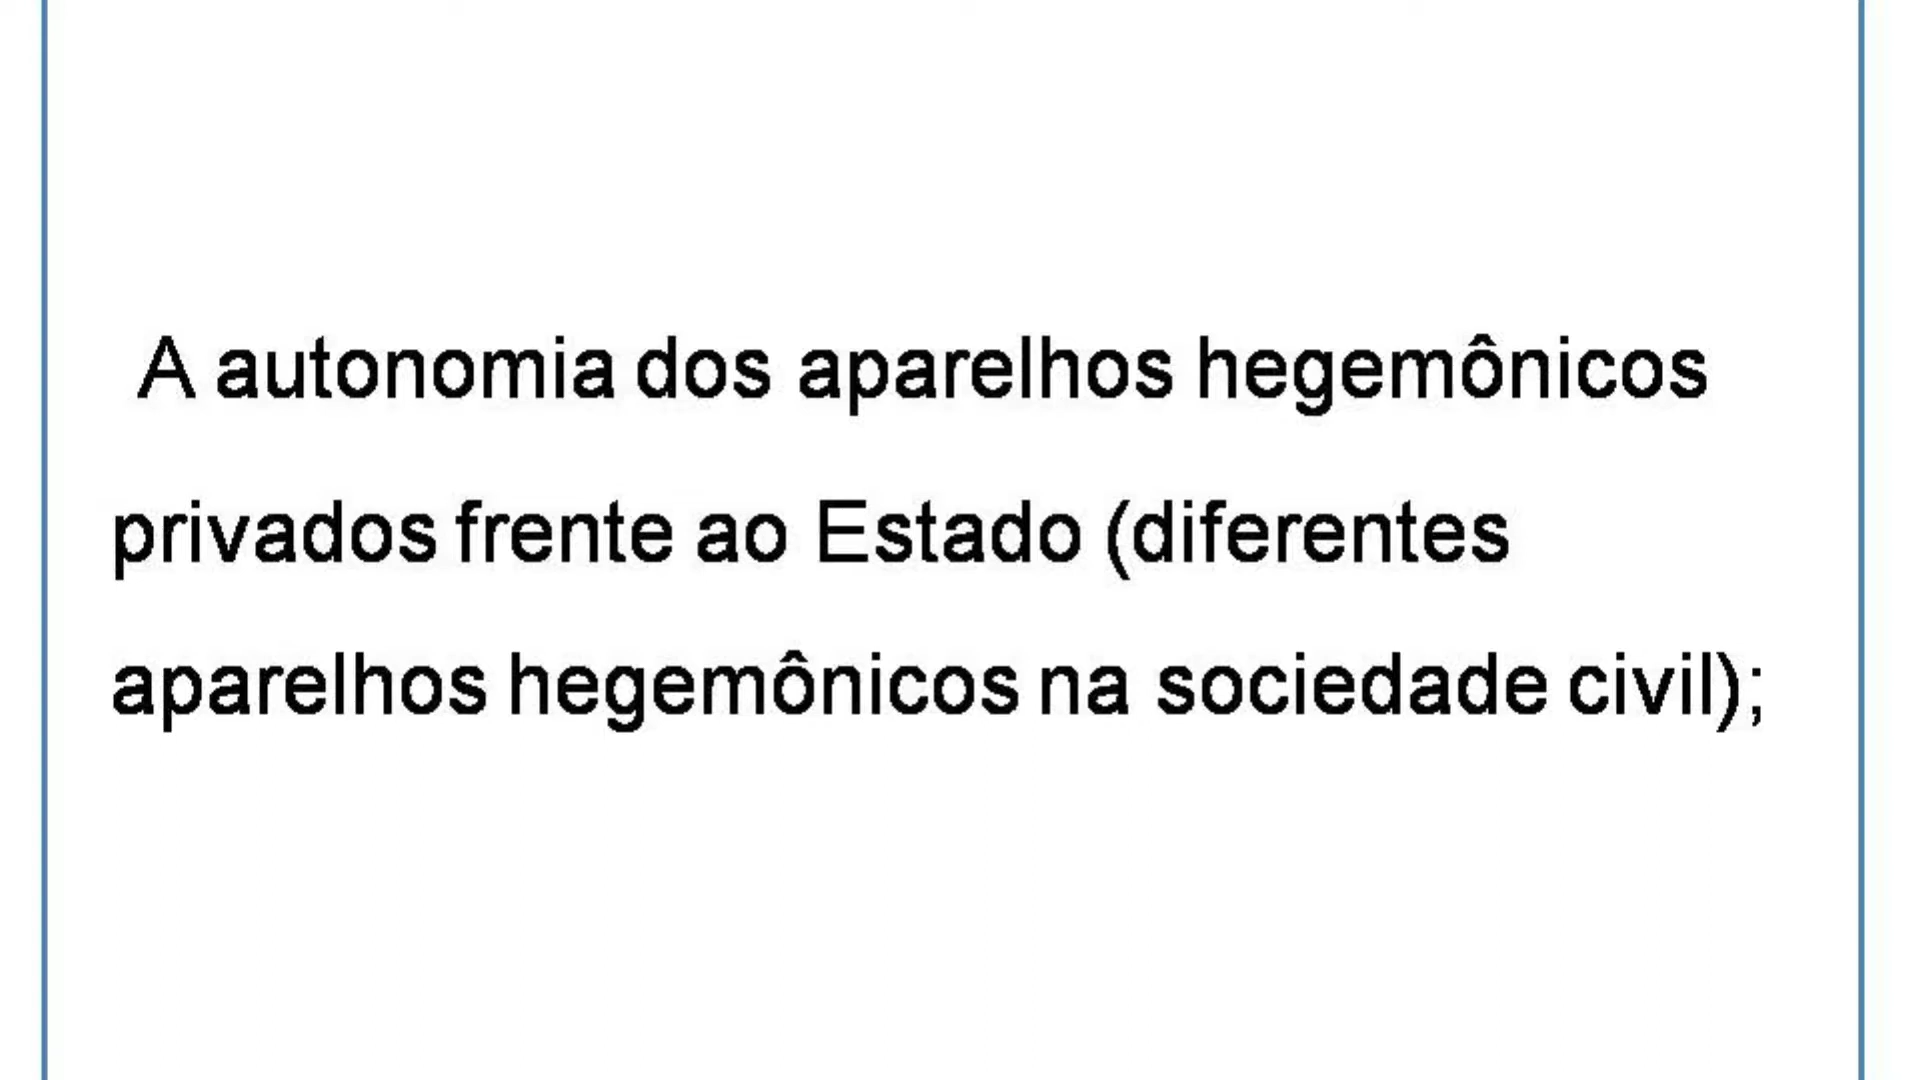 A autonomia dos aparelhos hegemônicos
privados frente ao Estado (diferentes
aparelhos hegemônicos na sociedade civil);